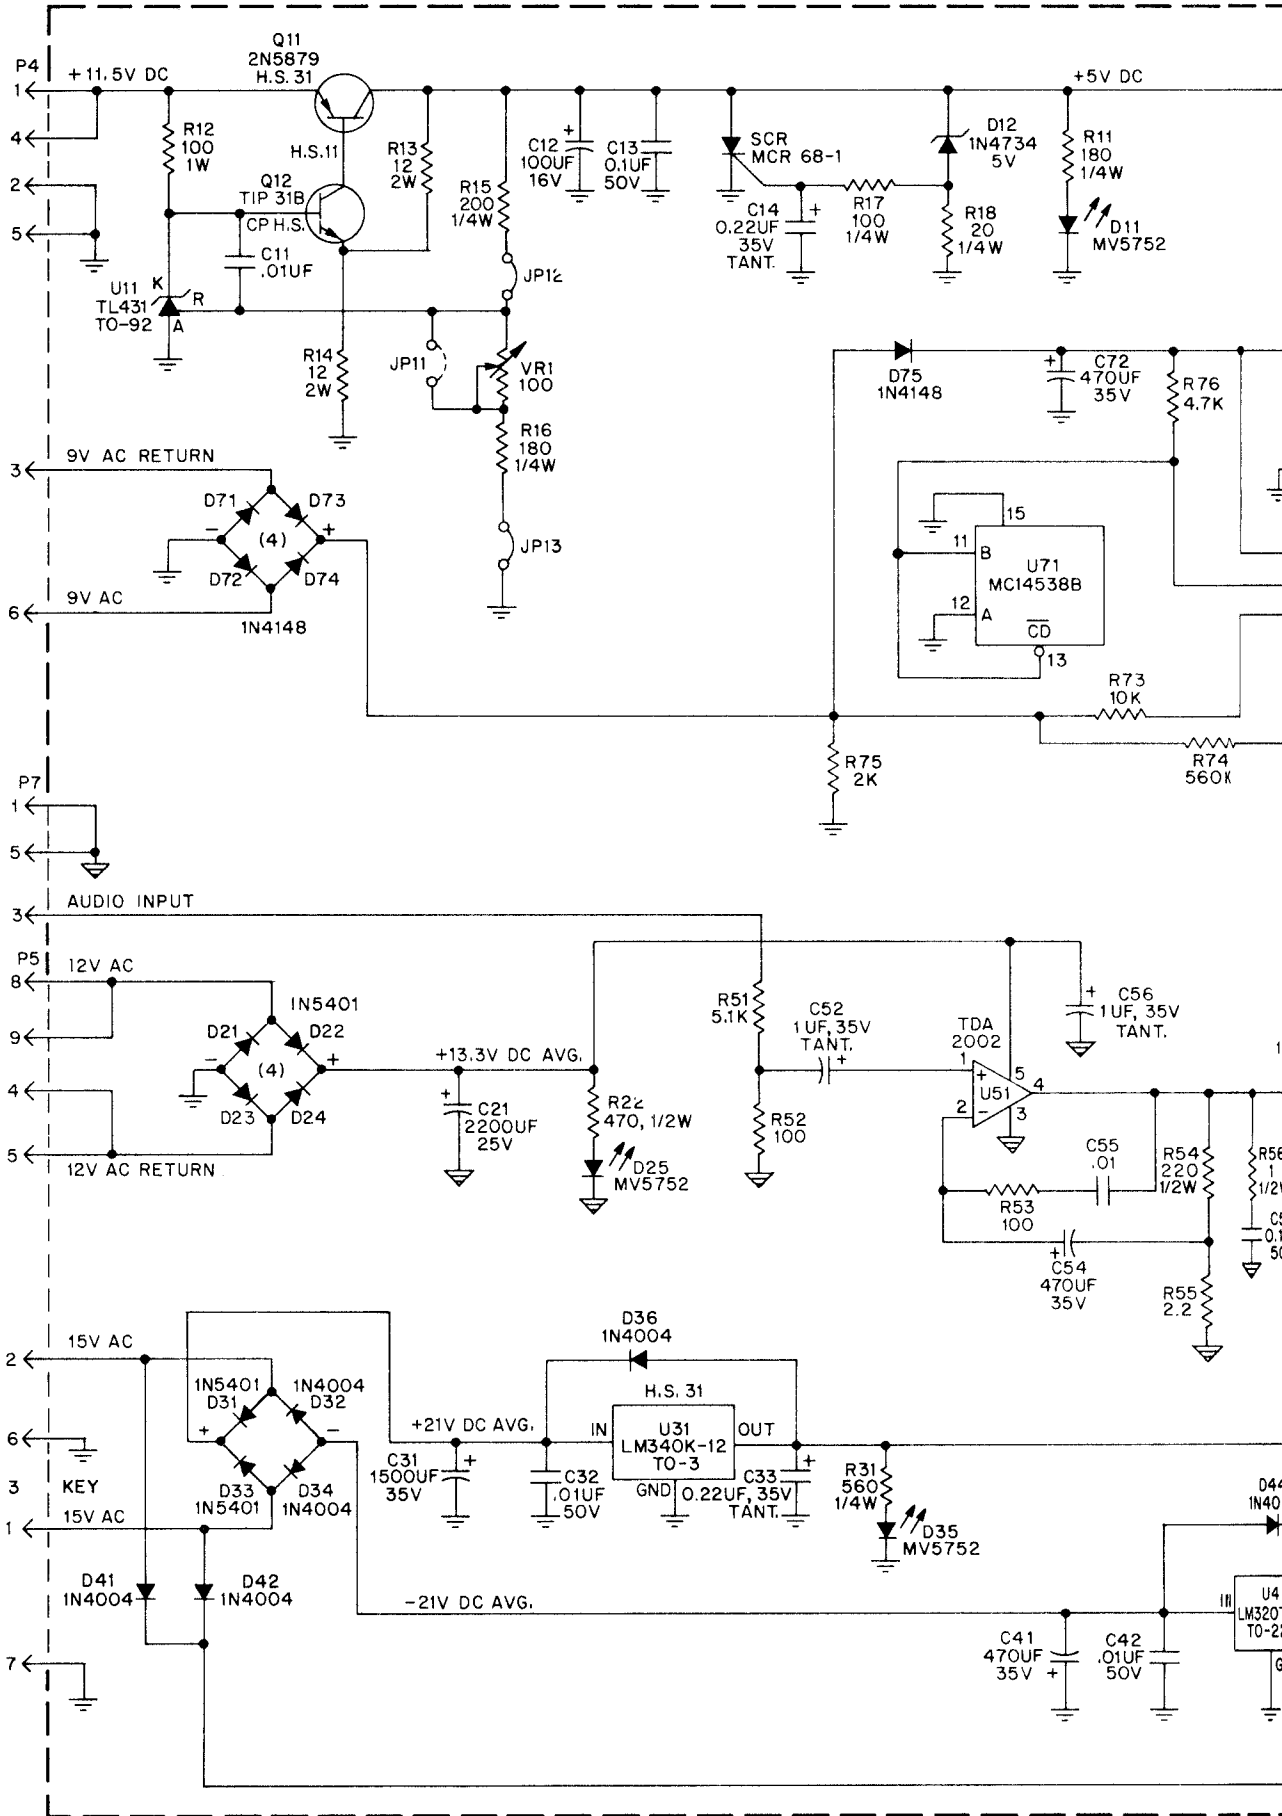 Q11
2N5879
H.S. 31
P4
+11.5V DC
+5V DC
1
4
2
5
R12
100
1W
H.S.11
Q12
TIP 31B
CP H.S.
R13
12
2W
C11
.01UF
R15
200
1/4W
C12
100UF
16V
+
C13
0.1UF
50V
SCR
MCR 68-1
D12
1N4734
5V
R11
180
1/4W
C14
0.22UF
35V
TANT.
+
R17
100
1/4W
R18
20
1/4W
D11
MV5752
U11
TL431
TO-92
K
R
A
JP12
R14
12
2W
JP11
VR1
100
R16
180
1/4W
JP13
D75
1N4148
+
C72
470UF
35V
R76
4.7K
3
9V AC RETURN
D71
D73
-
(4)
+
D72
D74
1N4148
6
9V AC
15
11
B
U71
MC14538B
12
A
CD
13
R73
10K
R74
560K
R75
2K
P7
1
5
3
AUDIO INPUT
P5
8
12V AC
9
4
5
12V AC RETURN
1N5401
D21
D22
-
(4)
+
D23
D24
+13.3V DC AVG.
+
C21
2200UF
25V
R22
470, 1/2W
D25
MV5752
R51
5.1K
C52
1UF, 35V
TANT.
+
R52
100
TDA
2002
1
+
U51
5
4
2
-
3
+
C56
1UF, 35V
TANT.
C55
.01
R53
100
R54
220
1/2W
R56
1
+
C54
470UF
35V
R55
2.2
2
15V AC
1N5401
D31
1N4004
D32
+
-
D33
1N5401
D34
1N4004
6
3
KEY
1
15V AC
D41
1N4004
D42
1N4004
7
D36
1N4004
H.S. 31
+21V DC AVG.
IN
U31
LM340K-12
TO-3
OUT
GND
C31
1500UF
35V
+
C32
.01UF
50V
C33
0.22UF, 35V
TANT.
+
R31
560
1/4W
D35
MV5752
-21V DC AVG.
C41
470UF
35V
+
C42
.01UF
50V
D44
IN